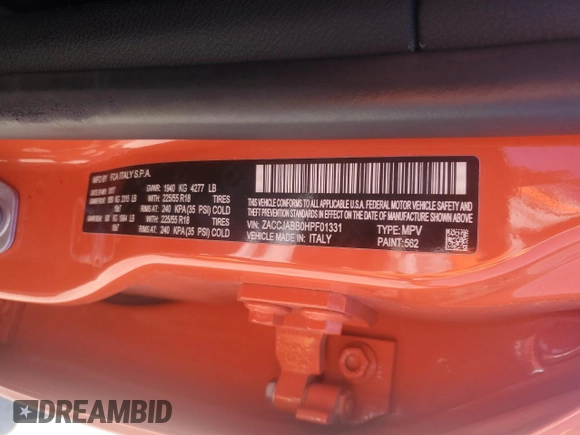 MFG BY FCA ITALY S.P.A.
GVWR: 1940 KG 4277 LB
WITH: 225/55 R18 TIRES
RIMS AT: 240 KPA (35 PSI) COLD
WITH: 225/55 R18 TIRES
RIMS AT: 240 KPA (35 PSI) COLD
THIS VEHICLE CONFORMS TO ALL APPLICABLE U.S.A. FEDERAL MOTOR VEHICLE SAFETY, BUMPER AND THEFT
PREVENTION STANDARDS IN EFFECT ON THE DATE OF MANUFACTURE SHOWN ABOVE.
VIN: ZACCJABB0HPF01331 TYPE: MPV
MADE IN: ITALY PAINT: 562
DREAMBID